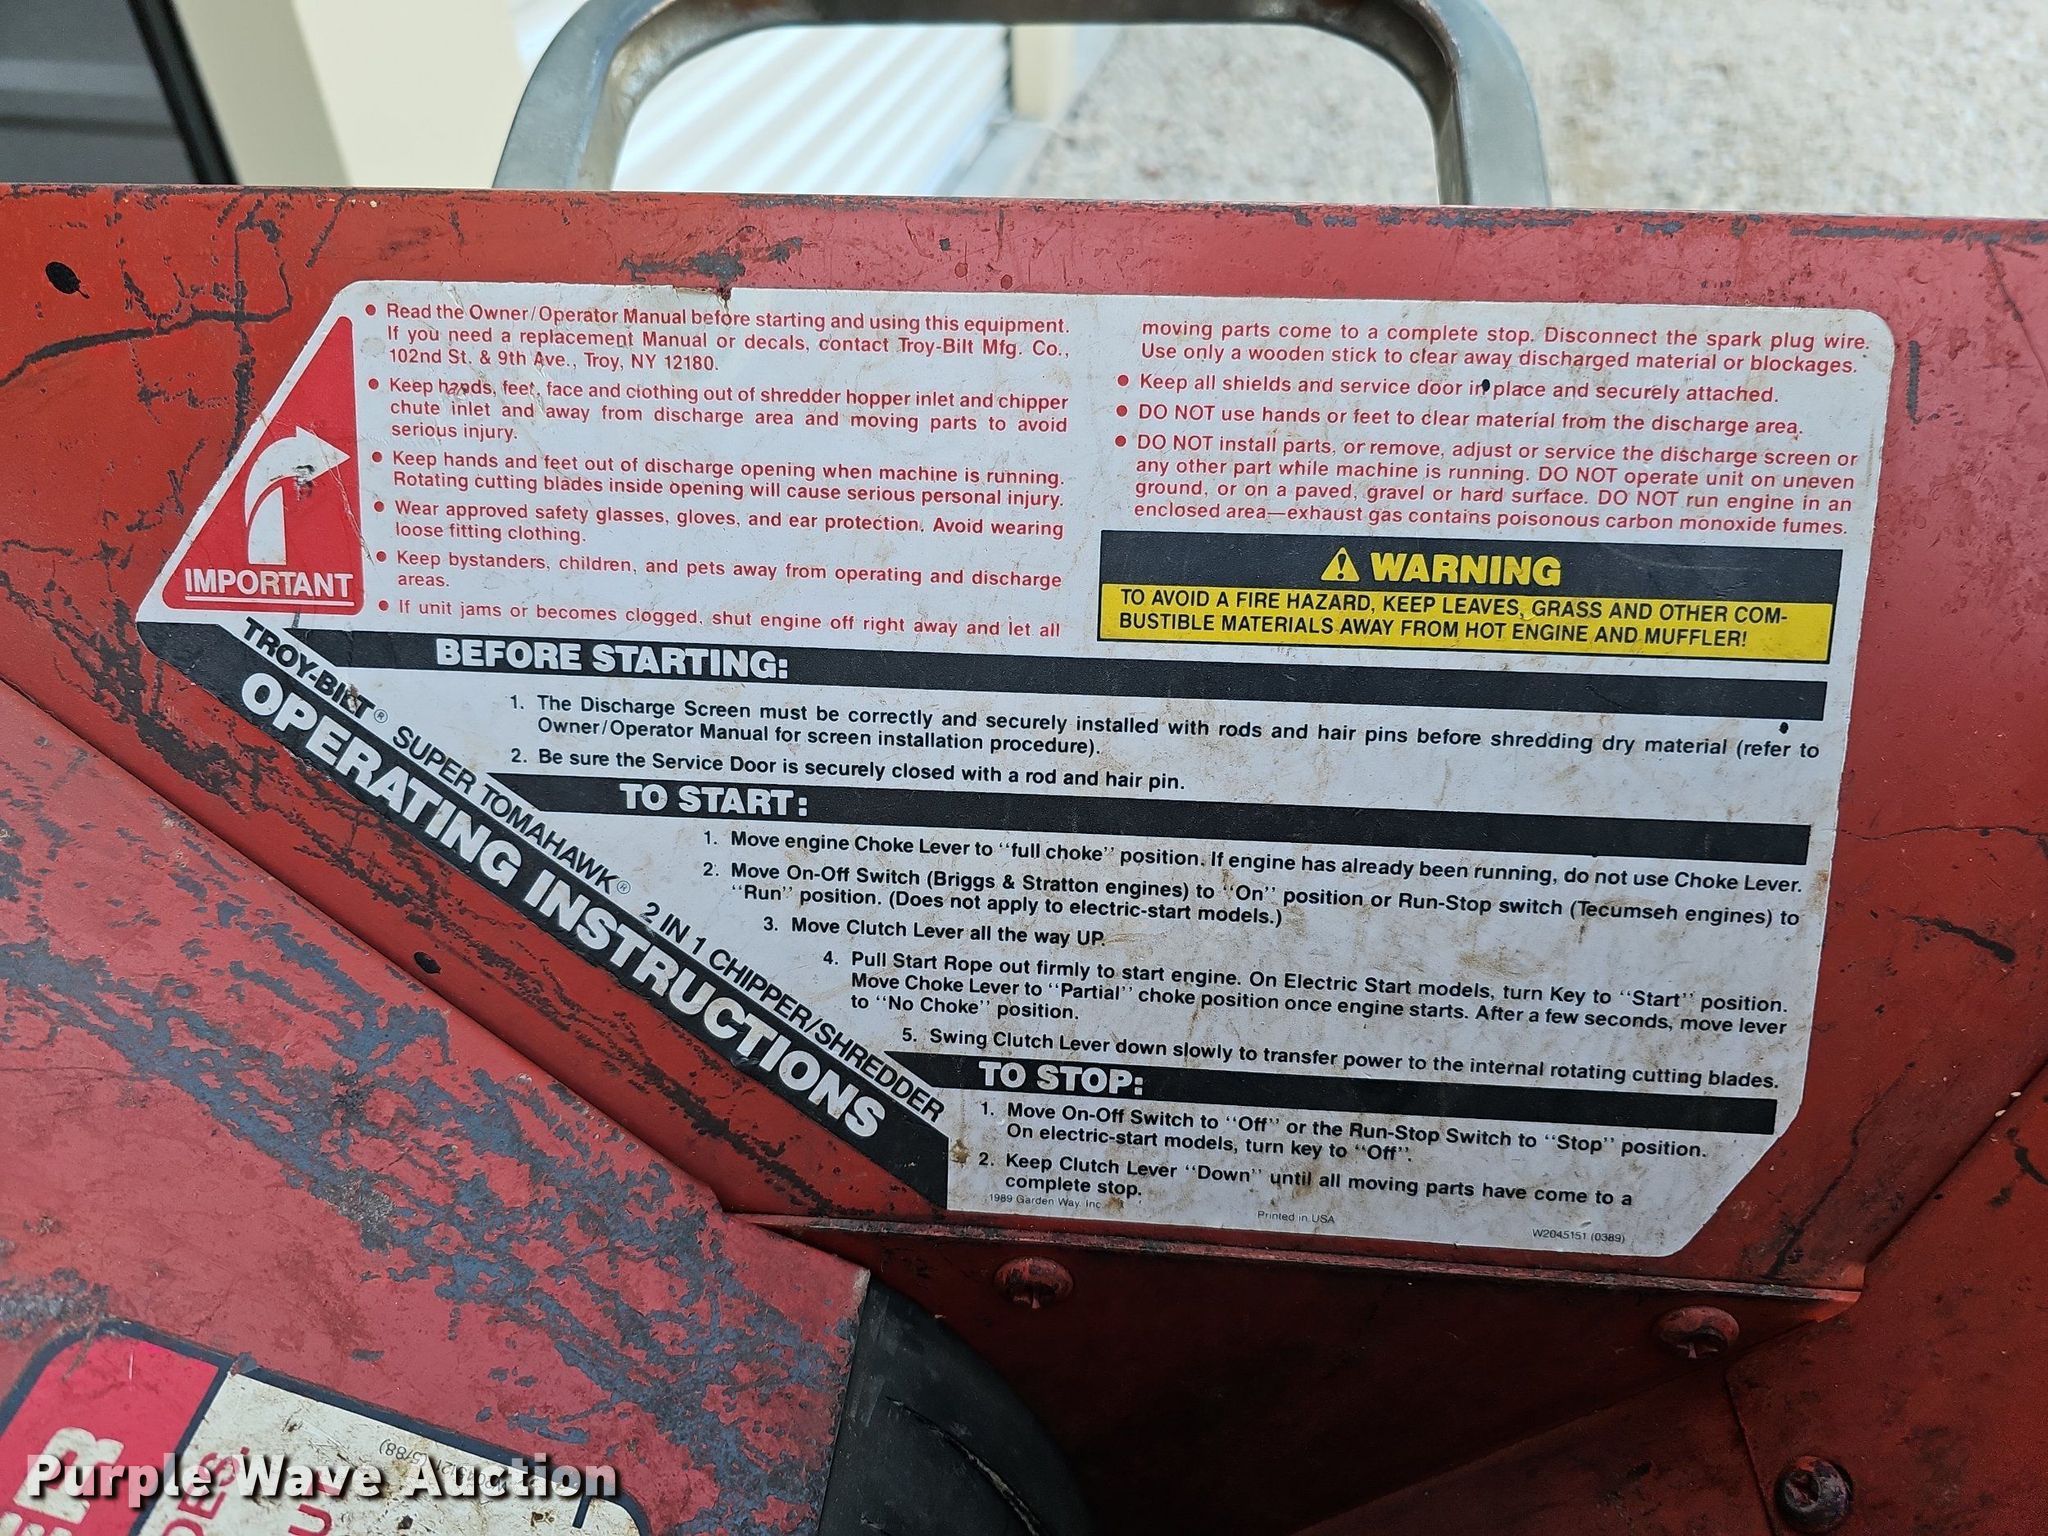 • Read the Owner/Operator Manual before starting and using this equipment.
If you need a replacement Manual or decals, contact Troy-Bilt Mfg. Co.,
102nd St. & 9th Ave., Troy, NY 12180.
• Keep hands, feet, face and clothing out of shredder hopper inlet and chipper
chute inlet and away from discharge area and moving parts to avoid
serious injury.
• Keep hands and feet out of discharge opening when machine is running.
Rotating cutting blades inside opening will cause serious personal injury.
• Wear approved safety glasses, gloves, and ear protection. Avoid wearing
loose fitting clothing.
• Keep bystanders, children, and pets away from operating and discharge
areas.
• If unit jams or becomes clogged, shut engine off right away and let all
moving parts come to a complete stop. Disconnect the spark plug wire.
Use only a wooden stick to clear away discharged material or blockages.
• Keep all shields and service door in place and securely attached.
• DO NOT use hands or feet to clear material from the discharge area.
• DO NOT install parts, or remove, adjust or service the discharge screen or
any other part while machine is running. DO NOT operate unit on uneven
ground, or on a paved, gravel or hard surface. DO NOT run engine in an
enclosed area—exhaust gas contains poisonous carbon monoxide fumes.
IMPORTANT
WARNING
TO AVOID A FIRE HAZARD, KEEP LEAVES, GRASS AND OTHER COM-
BUSTIBLE MATERIALS AWAY FROM HOT ENGINE AND MUFFLER!
TROY-BILT® SUPER TOMAHAWK® 2 IN 1 CHIPPER/SHREDDER
OPERATING INSTRUCTIONS
BEFORE STARTING:
1. The Discharge Screen must be correctly and securely installed with rods and hair pins before shredding dry material (refer to
Owner/Operator Manual for screen installation procedure).
2. Be sure the Service Door is securely closed with a rod and hair pin.
TO START:
1. Move engine Choke Lever to "full choke" position. If engine has already been running, do not use Choke Lever.
2. Move On-Off Switch (Briggs & Stratton engines) to "On" position or Run-Stop switch (Tecumseh engines) to
"Run" position. (Does not apply to electric-start models.)
3. Move Clutch Lever all the way UP.
4. Pull Start Rope out firmly to start engine. On Electric Start models, turn Key to "Start" position.
Move Choke Lever to "Partial" choke position once engine starts. After a few seconds, move lever
to "No Choke" position.
5. Swing Clutch Lever down slowly to transfer power to the internal rotating cutting blades.
TO STOP:
1. Move On-Off Switch to "Off" or the Run-Stop Switch to "Stop" position.
On electric-start models, turn key to "Off".
2. Keep Clutch Lever "Down" until all moving parts have come to a
complete stop.
1989 Garden Way, Inc.
Printed in USA
W2045151 (0389)
Purple Wave Auction